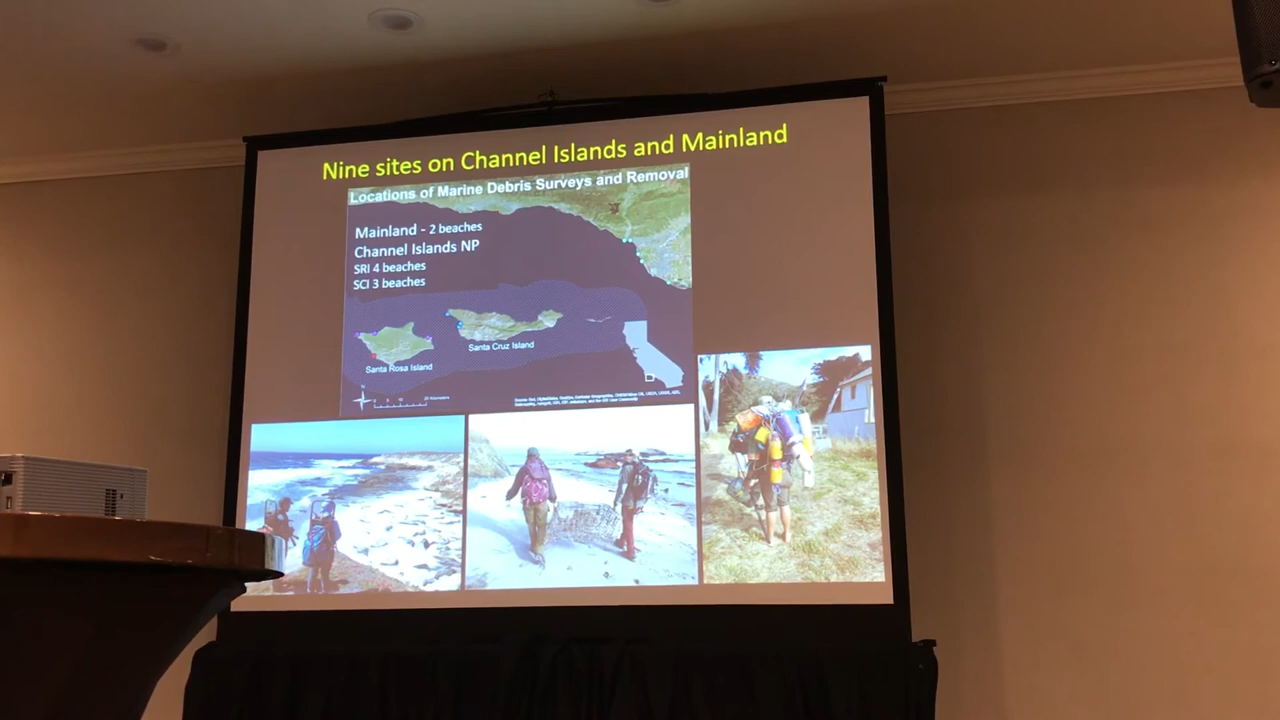 Nine sites on Channel Islands and Mainland
Locations of Marine Debris Surveys and Removal
Mainland - 2 beaches
Channel Islands NP
SRI 4 beaches
SCI 3 beaches
Santa Cruz Island
Santa Rosa Island
N